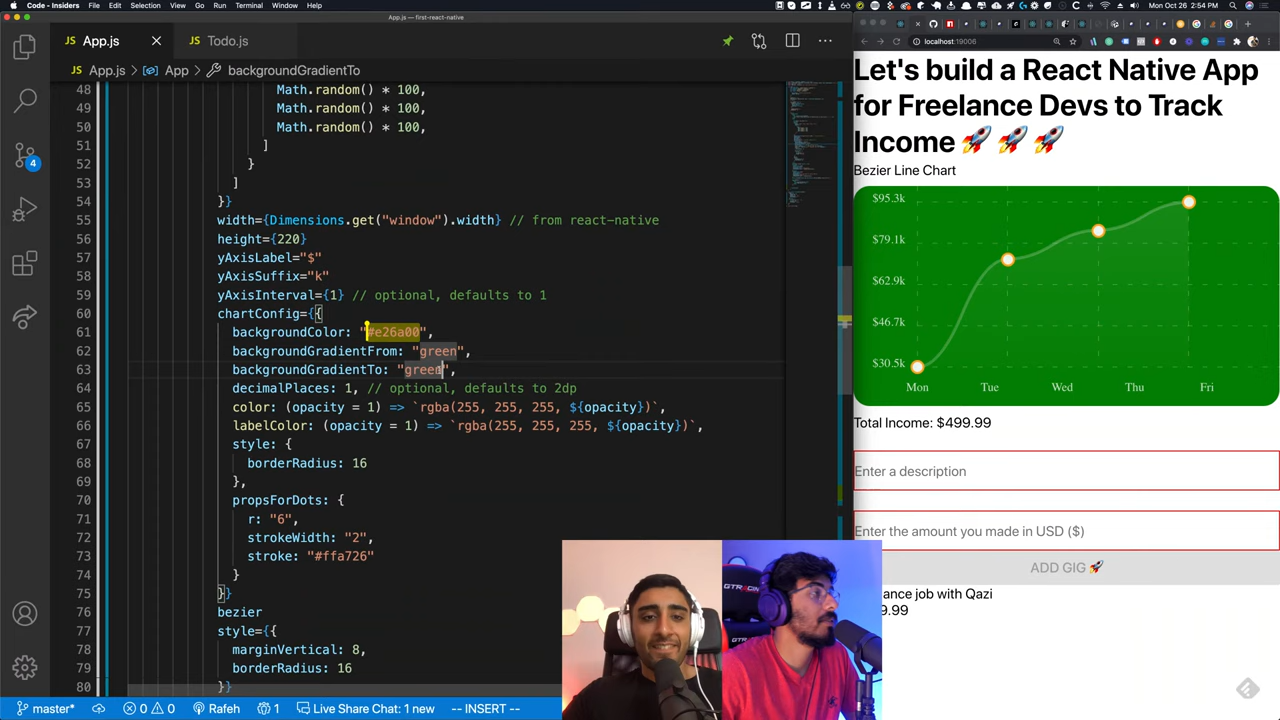 Code - Insiders File Edit Selection View Go Run Terminal Window Help
Mon Oct 26 2:54 PM
App.js — first-react-native
App.js
Todo.js
App.js > App > backgroundGradientTo
48 Math.random() * 100,
49 Math.random() * 100,
50 Math.random() * 100,
51 ]
52 }
53 ]
54 }}
55 width={Dimensions.get("window").width} // from react-native
56 height={220}
57 yAxisLabel="$"
58 yAxisSuffix="k"
59 yAxisInterval={1} // optional, defaults to 1
60 chartConfig={{
61 backgroundColor: "#e26a00",
62 backgroundGradientFrom: "green",
63 backgroundGradientTo: "green",
64 decimalPlaces: 1, // optional, defaults to 2dp
65 color: (opacity = 1) => `rgba(255, 255, 255, ${opacity})`,
66 labelColor: (opacity = 1) => `rgba(255, 255, 255, ${opacity})`,
67 style: {
68 borderRadius: 16
69 },
70 propsForDots: {
71 r: "6",
72 strokeWidth: "2",
73 stroke: "#ffa726"
74 }
75 }}
76 bezier
77 style={{
78 marginVertical: 8,
79 borderRadius: 16
80 }}
4
master* 0 0 Rafeh 1 Live Share Chat: 1 new -- INSERT --
localhost:19006
Let's build a React Native App
for Freelance Devs to Track
Income 🚀 🚀 🚀
Bezier Line Chart
$95.3k
$79.1k
$62.9k
$46.7k
$30.5k
Mon Tue Wed Thu Fri
Total Income: $499.99
Enter a description
Enter the amount you made in USD ($)
ADD GIG 🚀
ance job with Qazi
9.99
GTRACING
GTR